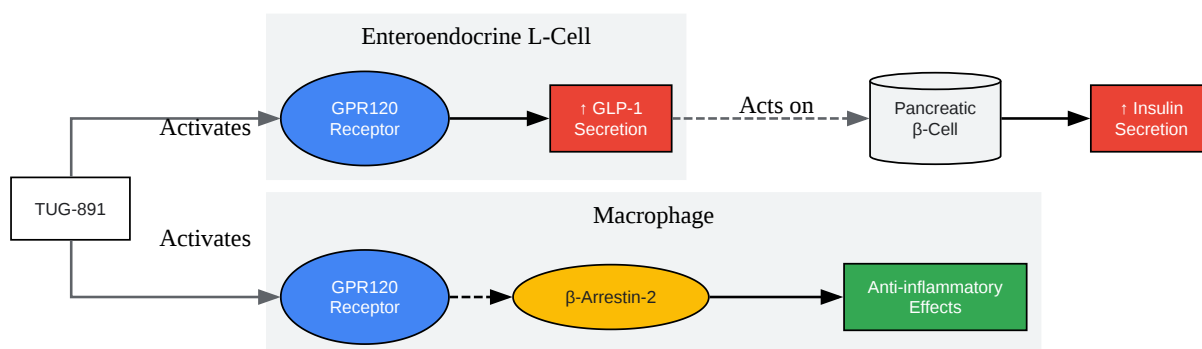 Enteroendocrine L-Cell
GPR120
Receptor
↑ GLP-1
Secretion
Acts on
Pancreatic
β-Cell
↑ Insulin
Secretion
Activates
TUG-891
Macrophage
Activates
GPR120
Receptor
β-Arrestin-2
Anti-inflammatory
Effects